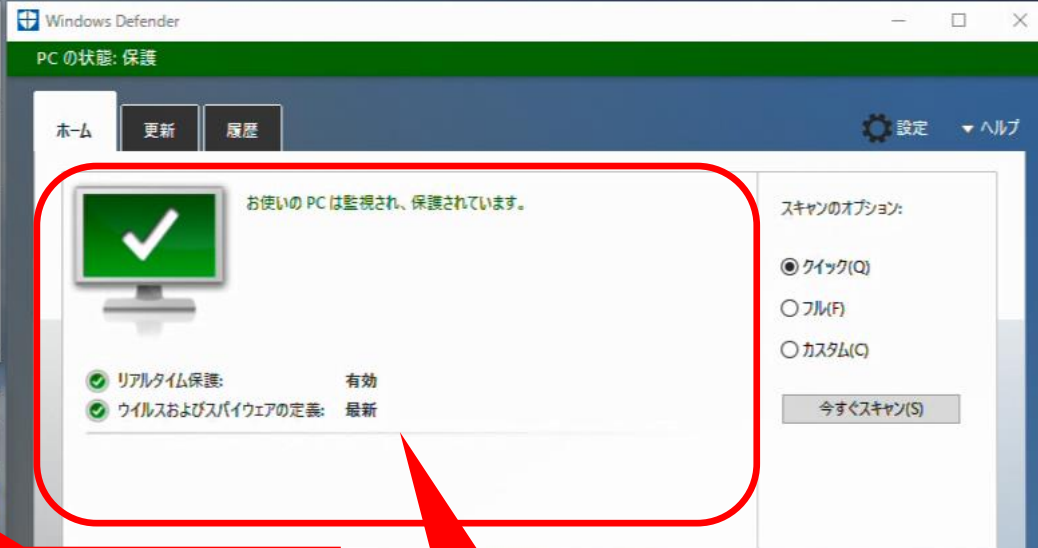 Windows Defender
PC の状態: 保護
ホーム 更新 履歴 設定 ヘルプ
お使いの PC は監視され、保護されています。
リアルタイム保護: 有効
ウイルスおよびスパイウェアの定義: 最新
スキャンのオプション:
クイック(Q)
フル(F)
カスタム(C)
今すぐスキャン(S)